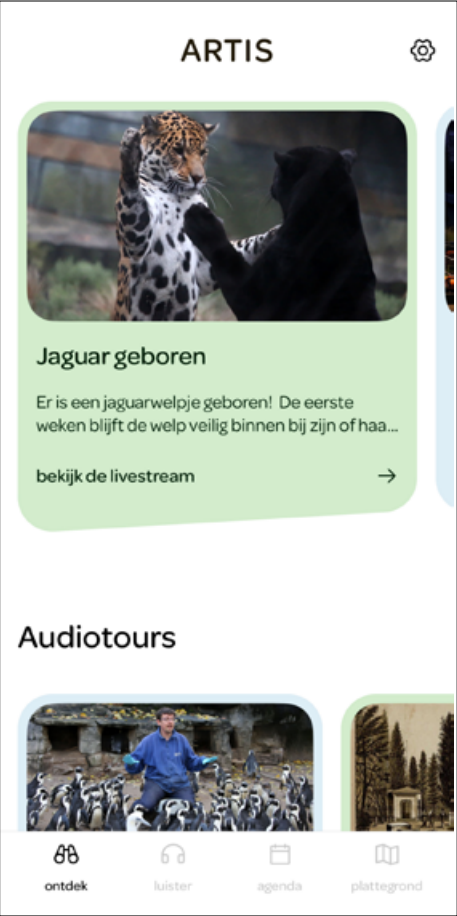 ARTIS
Jaguar geboren
Er is een jaguarwelpje geboren!  De eerste
weken blijft de welp veilig binnen bij zijn of haa...
bekijk de livestream
Audiotours
ontdek
luister
agenda
plattegrond